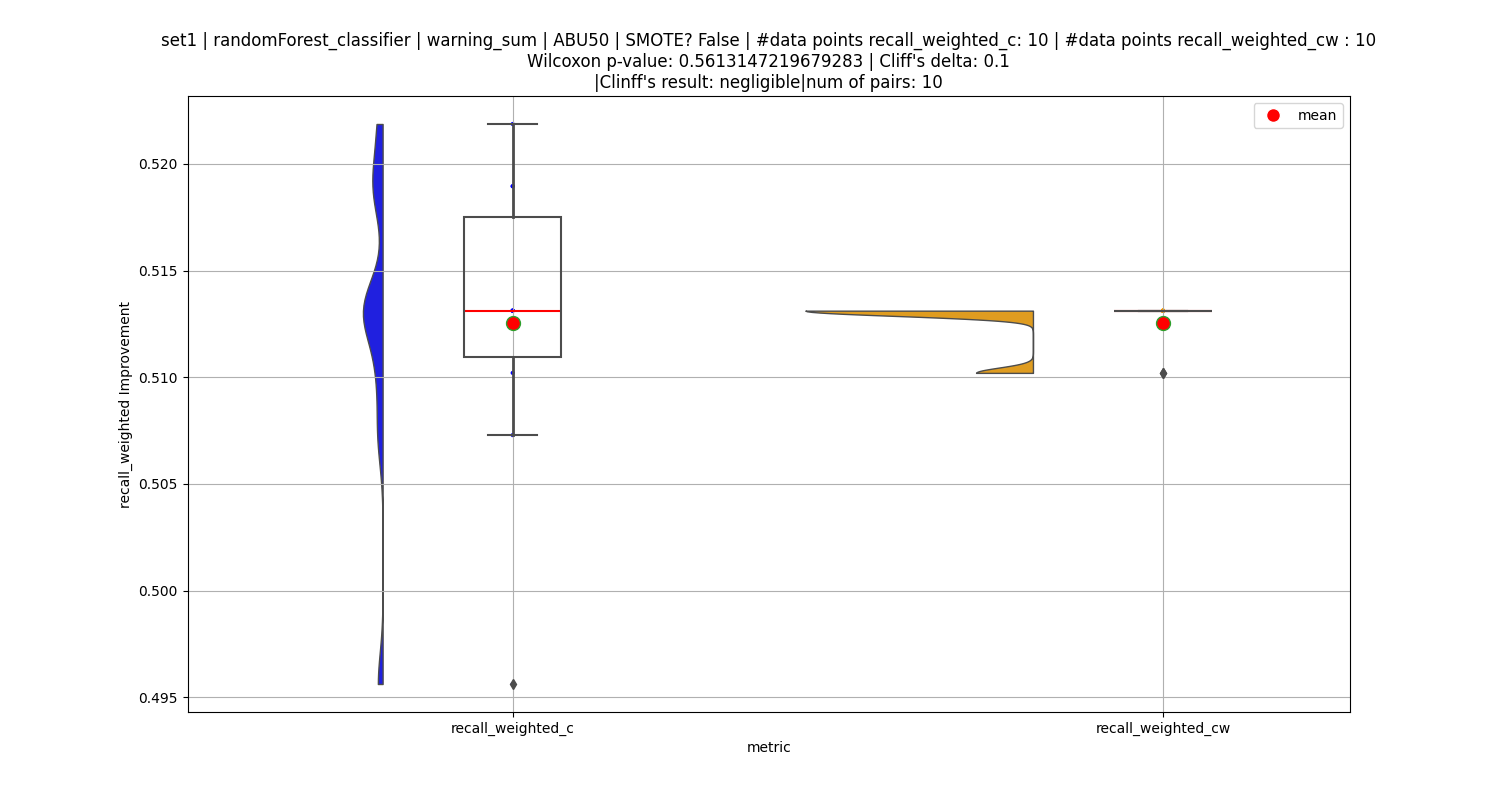 set1 | randomForest_classifier | warning_sum | ABU50 | SMOTE? False | #data points recall_weighted_c: 10 | #data points recall_weighted_cw : 10
Wilcoxon p-value: 0.5613147219679283 | Cliff's delta: 0.1
|Clinff's result: negligible|num of pairs: 10
mean
0.520
0.515
0.510
0.505
0.500
0.495
recall_weighted Improvement
recall_weighted_c
recall_weighted_cw
metric